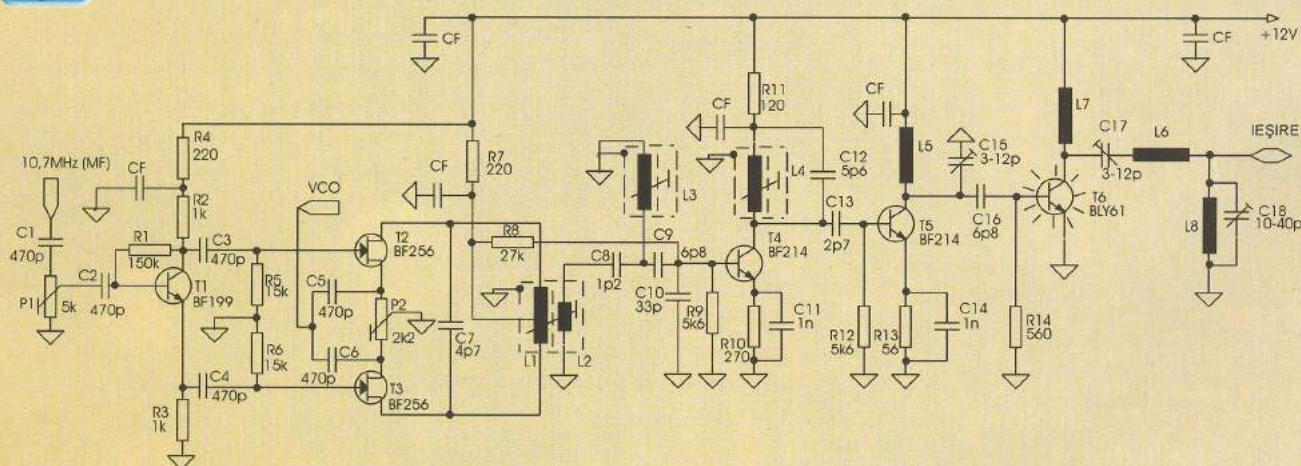 CF
CF
+12V
R11
120
CF
CF
L7
R4
220
10,7MHz (MF)
CF
R7
220
CF
VCO
R2
1k
C1
470p
R1
150k
C3
470p
T2
BF256
R8
27k
L3
L4
C12
5p6
C13
2p7
L5
C15
3-12p
C17
3-12p
L6
IEŞIRE
T6
BLY61
C16
6p8
T5
BF214
L8
C18
10-40p
P1
5k
C2
470p
T1
BF199
R5
15k
C5
470p
P2
2k2
C7
4p7
C8
1p2
C9
6p8
T4
BF214
C10
33p
R9
5k6
R10
270
C11
1n
R12
5k6
R13
56
C14
1n
R14
560
R6
15k
C6
470p
L1
L2
C4
470p
T3
BF256
R3
1k